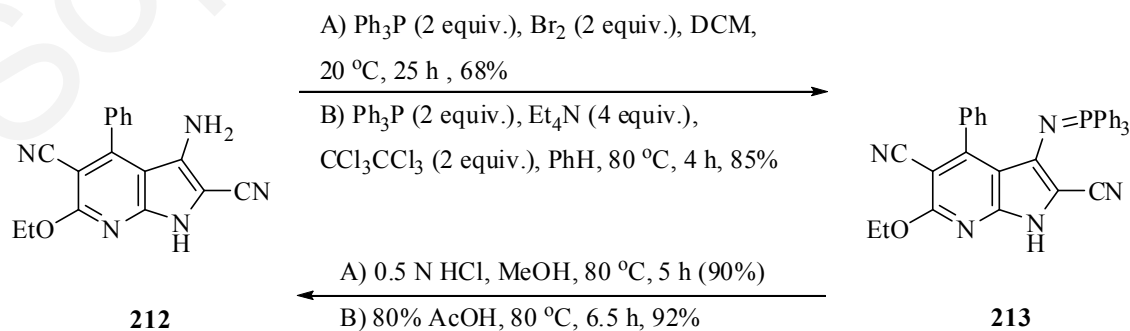 A) Ph₃P (2 equiv.), Br₂ (2 equiv.), DCM,
20 °C, 25 h , 68%
B) Ph₃P (2 equiv.), Et₄N (4 equiv.),
CCl₃CCl₃ (2 equiv.), PhH, 80 °C, 4 h, 85%
Ph
NH₂
NC
CN
EtO
N
N
H
212
Ph
N=PPh₃
NC
CN
EtO
N
N
H
213
A) 0.5 N HCl, MeOH, 80 °C, 5 h (90%)
B) 80% AcOH, 80 °C, 6.5 h, 92%